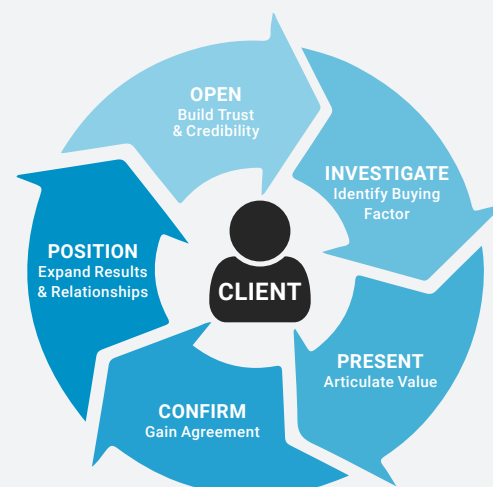 OPEN
Build Trust
& Credibility
INVESTIGATE
Identify Buying
Factor
PRESENT
Articulate Value
CONFIRM
Gain Agreement
POSITION
Expand Results
& Relationships
CLIENT